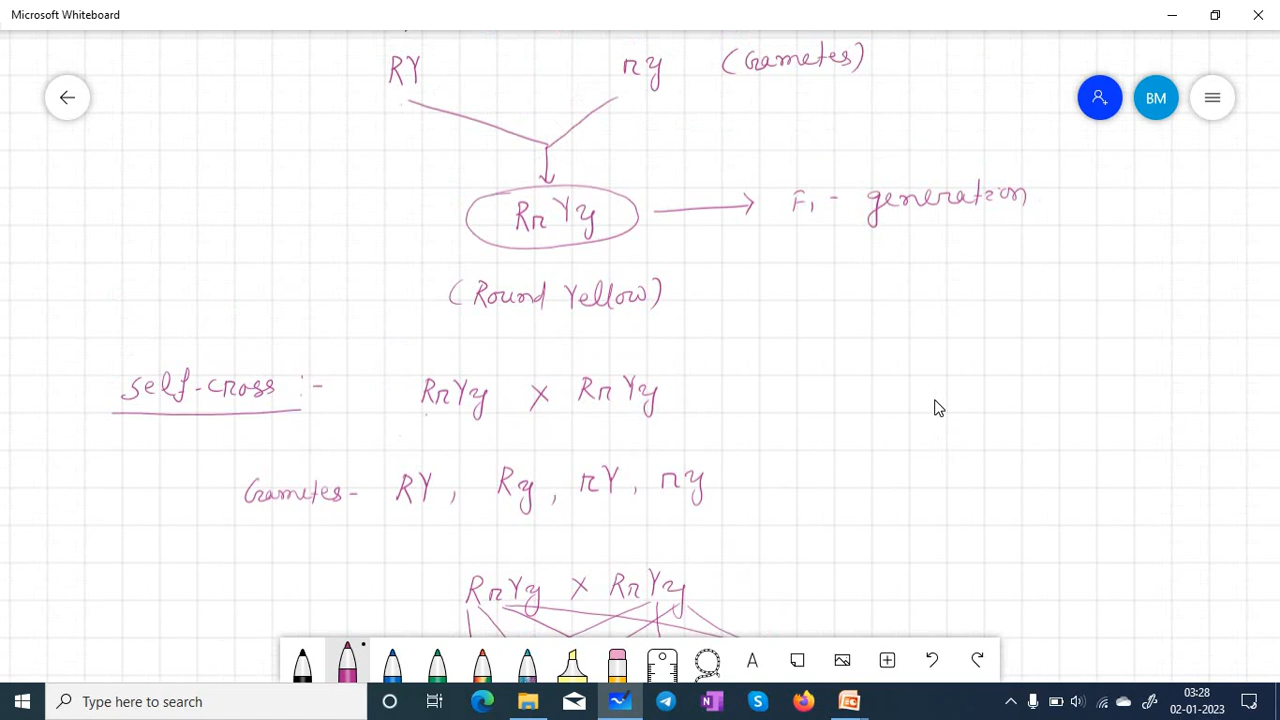 Microsoft Whiteboard
RY ry (Gametes)
BM
RrYy → F1 - generation
(Round Yellow)
Self-cross :- RrYy X RrYy
Gametes - RY, Ry, rY, ry
RrYy X RrYy
A
Type here to search
03:28
02-01-2023